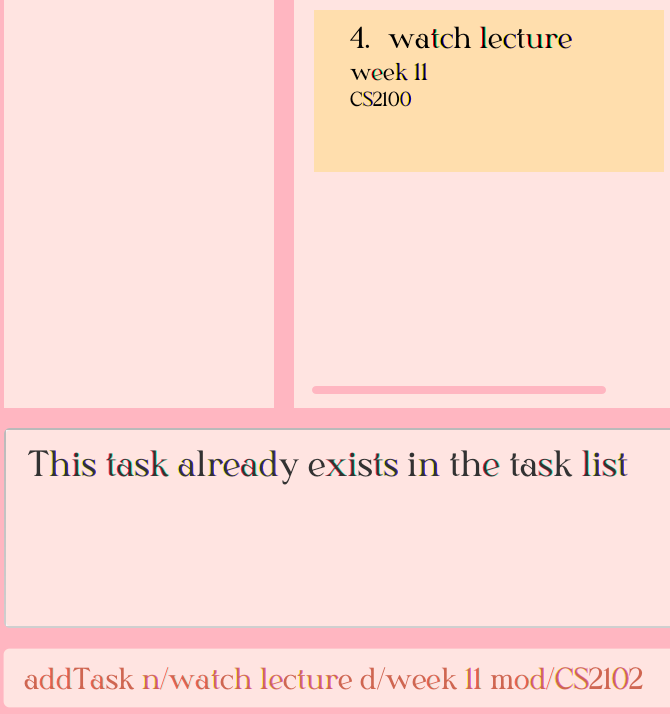 4. watch lecture
week 11
CS2100
This task already exists in the task list
addTask n/watch lecture d/week 11 mod/CS2102